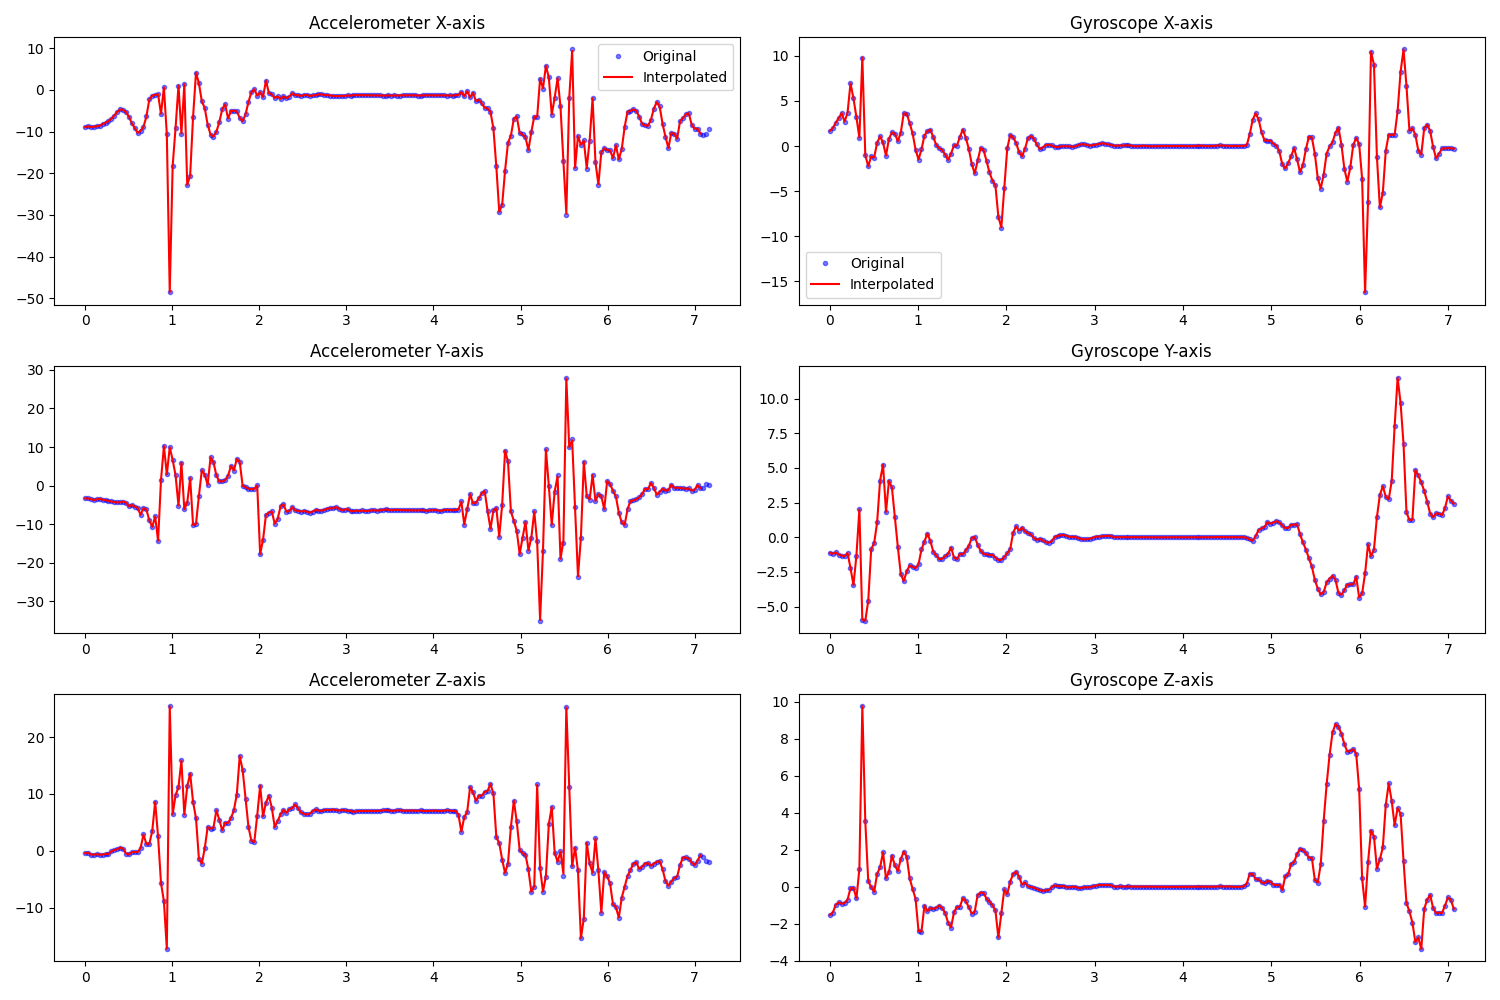 Accelerometer X-axis
10
0
−10
−20
−30
−40
−50
0 1 2 3 4 5 6 7
Original
Interpolated
Gyroscope X-axis
10
5
0
−5
−10
−15
0 1 2 3 4 5 6 7
Original
Interpolated
Accelerometer Y-axis
30
20
10
0
−10
−20
−30
0 1 2 3 4 5 6 7
Gyroscope Y-axis
10.0
7.5
5.0
2.5
0.0
−2.5
−5.0
0 1 2 3 4 5 6 7
Accelerometer Z-axis
20
10
0
−10
0 1 2 3 4 5 6 7
Gyroscope Z-axis
10
8
6
4
2
0
−2
−4
0 1 2 3 4 5 6 7